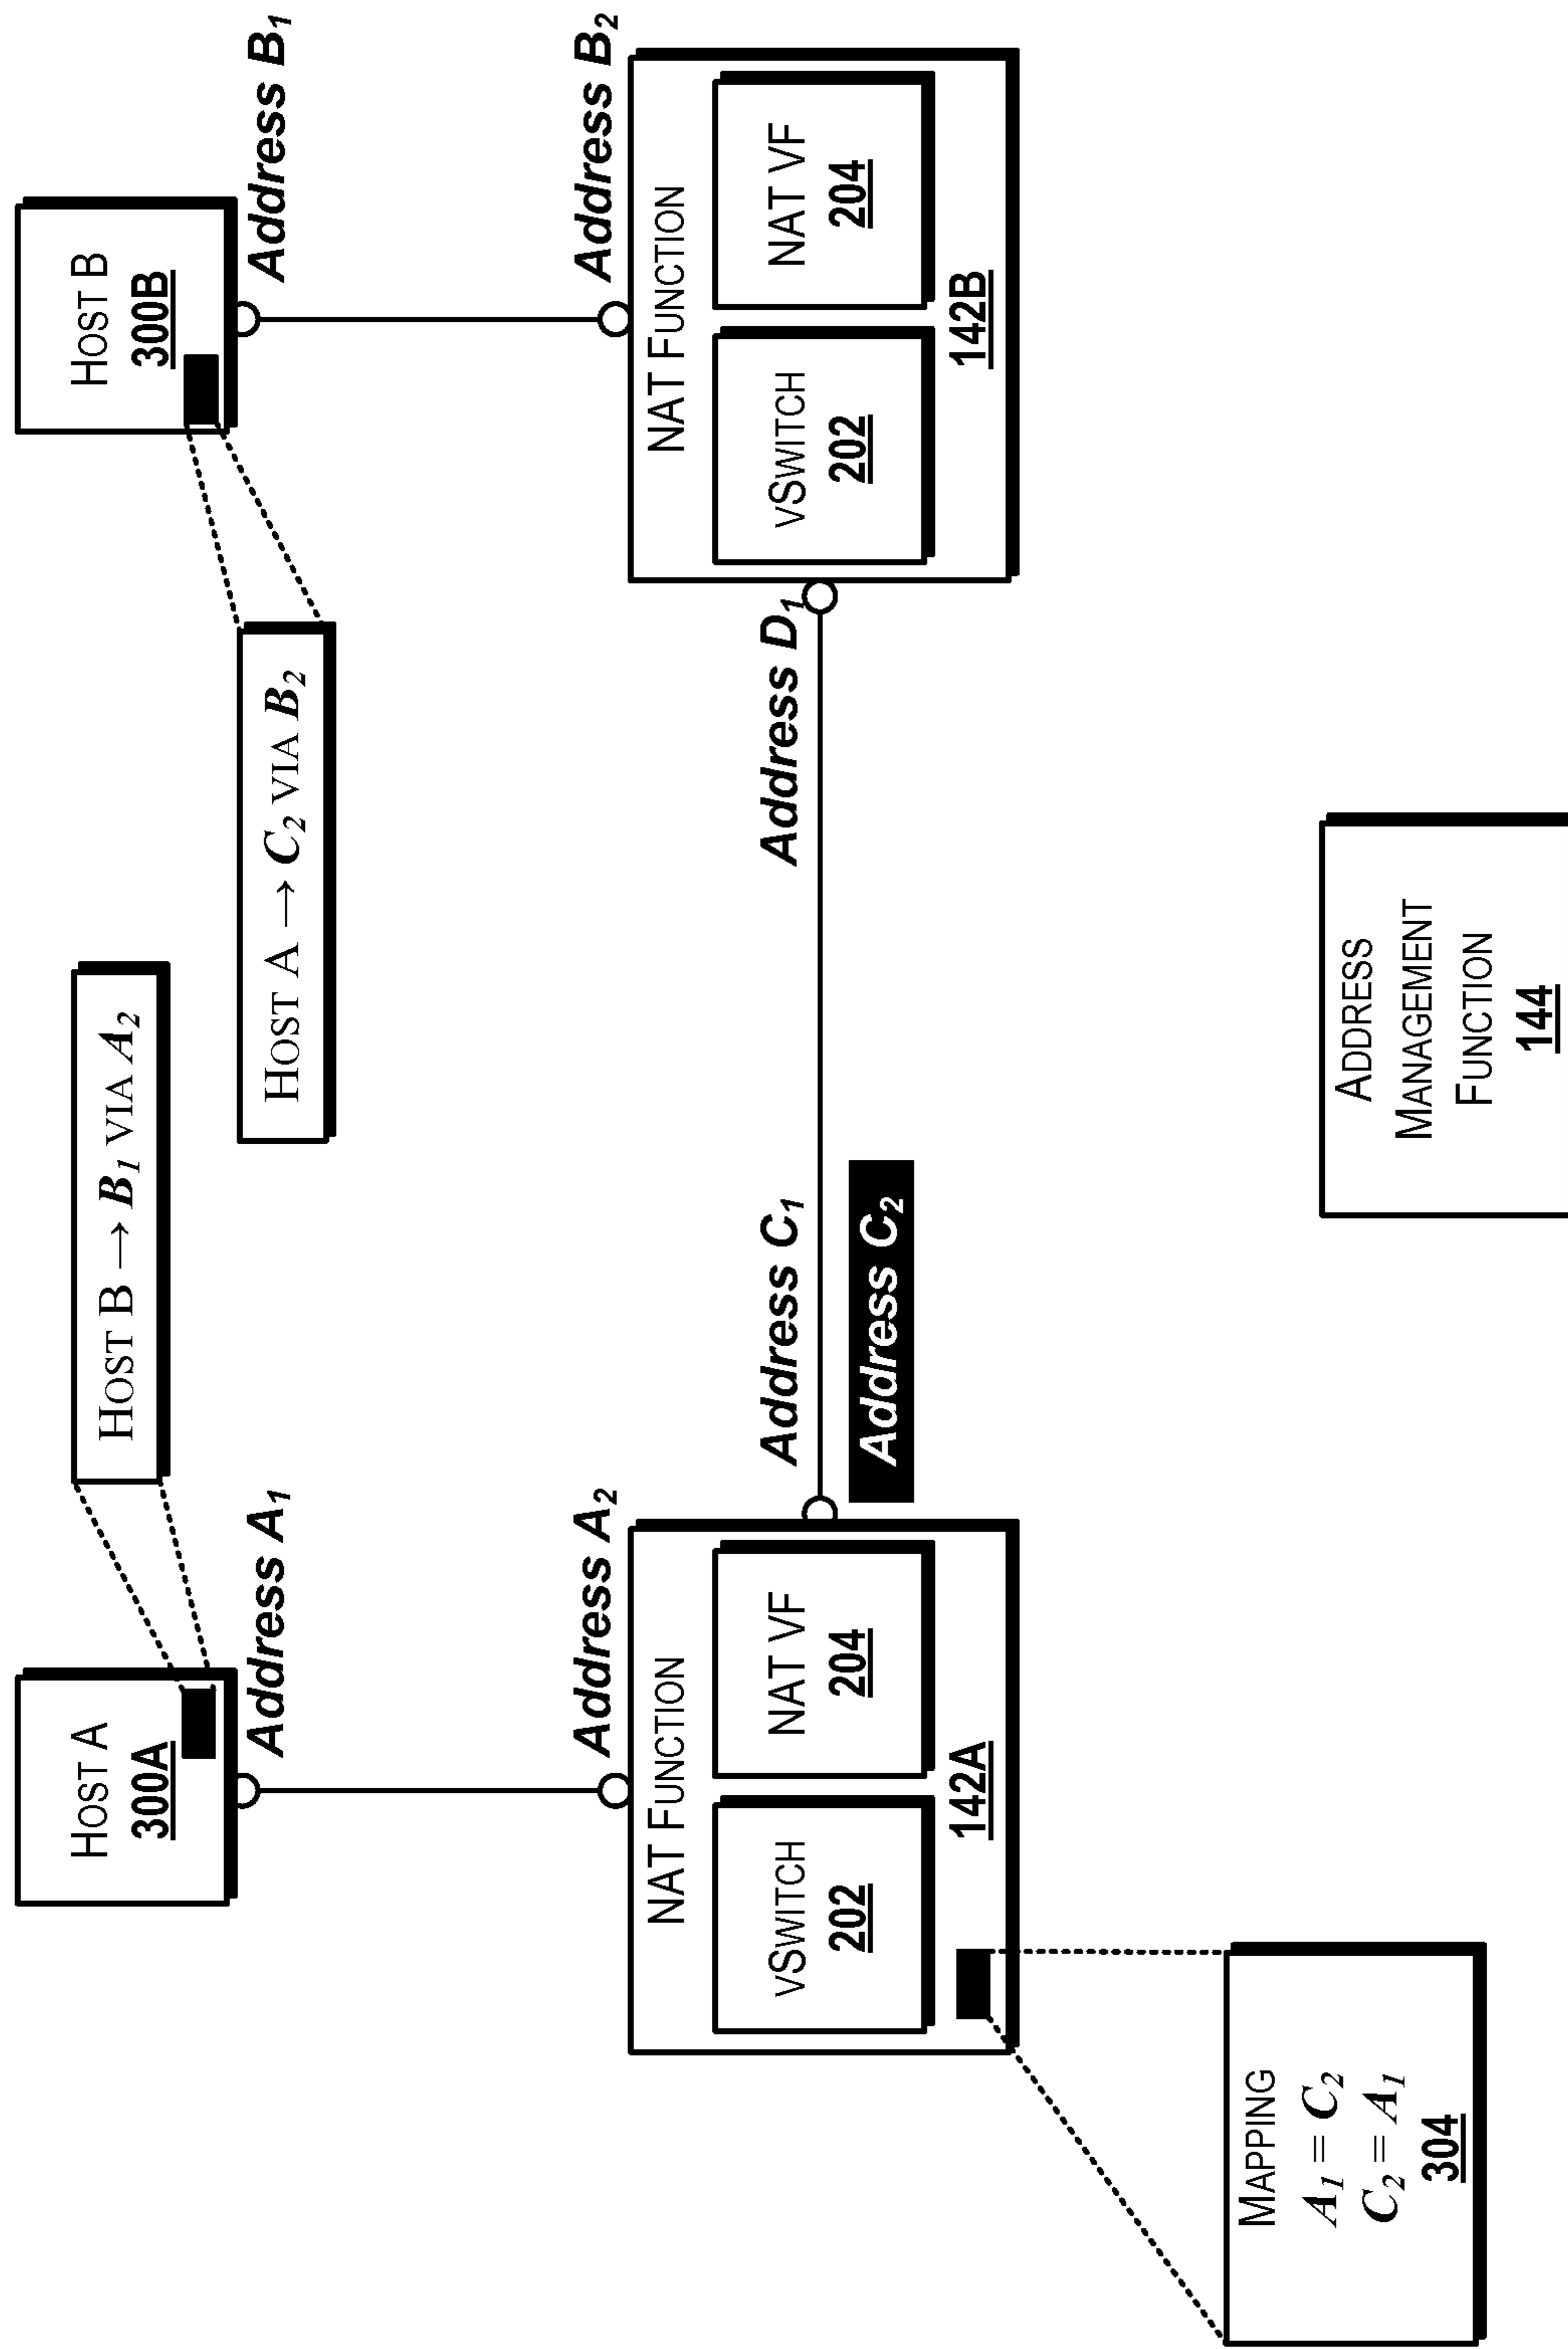 HOST A
300A
HOST B → B₁ VIA A₂
HOST B
300B
Address A₁
HOST A → C₂ VIA B₂
Address B₁
Address A₂
Address B₂
NAT FUNCTION
VSWITCH
202
NAT VF
204
142A
Address C₁
Address C₂
Address D₁
NAT FUNCTION
VSWITCH
202
NAT VF
204
142B
MAPPING
A₁ = C₂
C₂ = A₁
304
ADDRESS
MANAGEMENT
FUNCTION
144